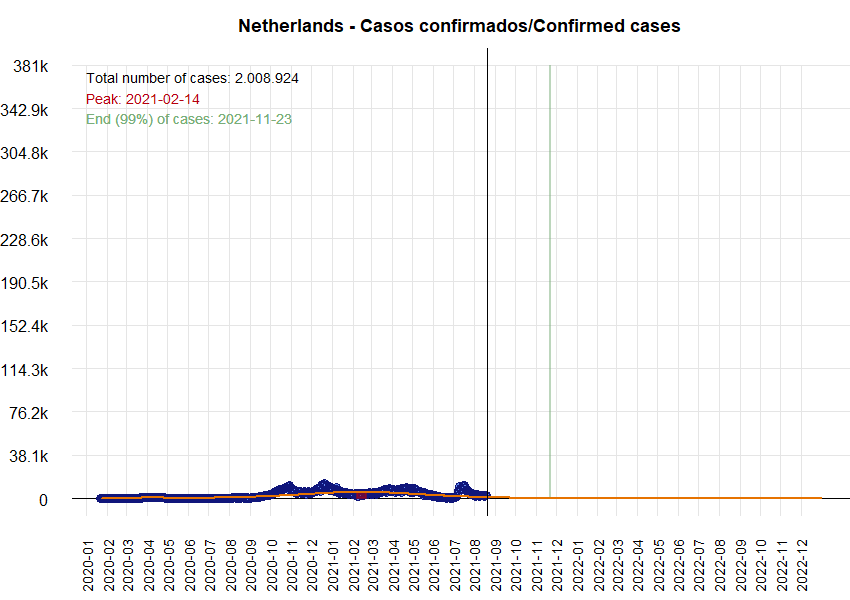 Netherlands - Casos confirmados/Confirmed cases
381k
342.9k
304.8k
266.7k
228.6k
190.5k
152.4k
114.3k
76.2k
38.1k
0
Total number of cases: 2.008.924
Peak: 2021-02-14
End (99%) of cases: 2021-11-23
2020-01
2020-02
2020-03
2020-04
2020-05
2020-06
2020-07
2020-08
2020-09
2020-10
2020-11
2020-12
2021-01
2021-02
2021-03
2021-04
2021-05
2021-06
2021-07
2021-08
2021-09
2021-10
2021-11
2021-12
2022-01
2022-02
2022-03
2022-04
2022-05
2022-06
2022-07
2022-08
2022-09
2022-10
2022-11
2022-12